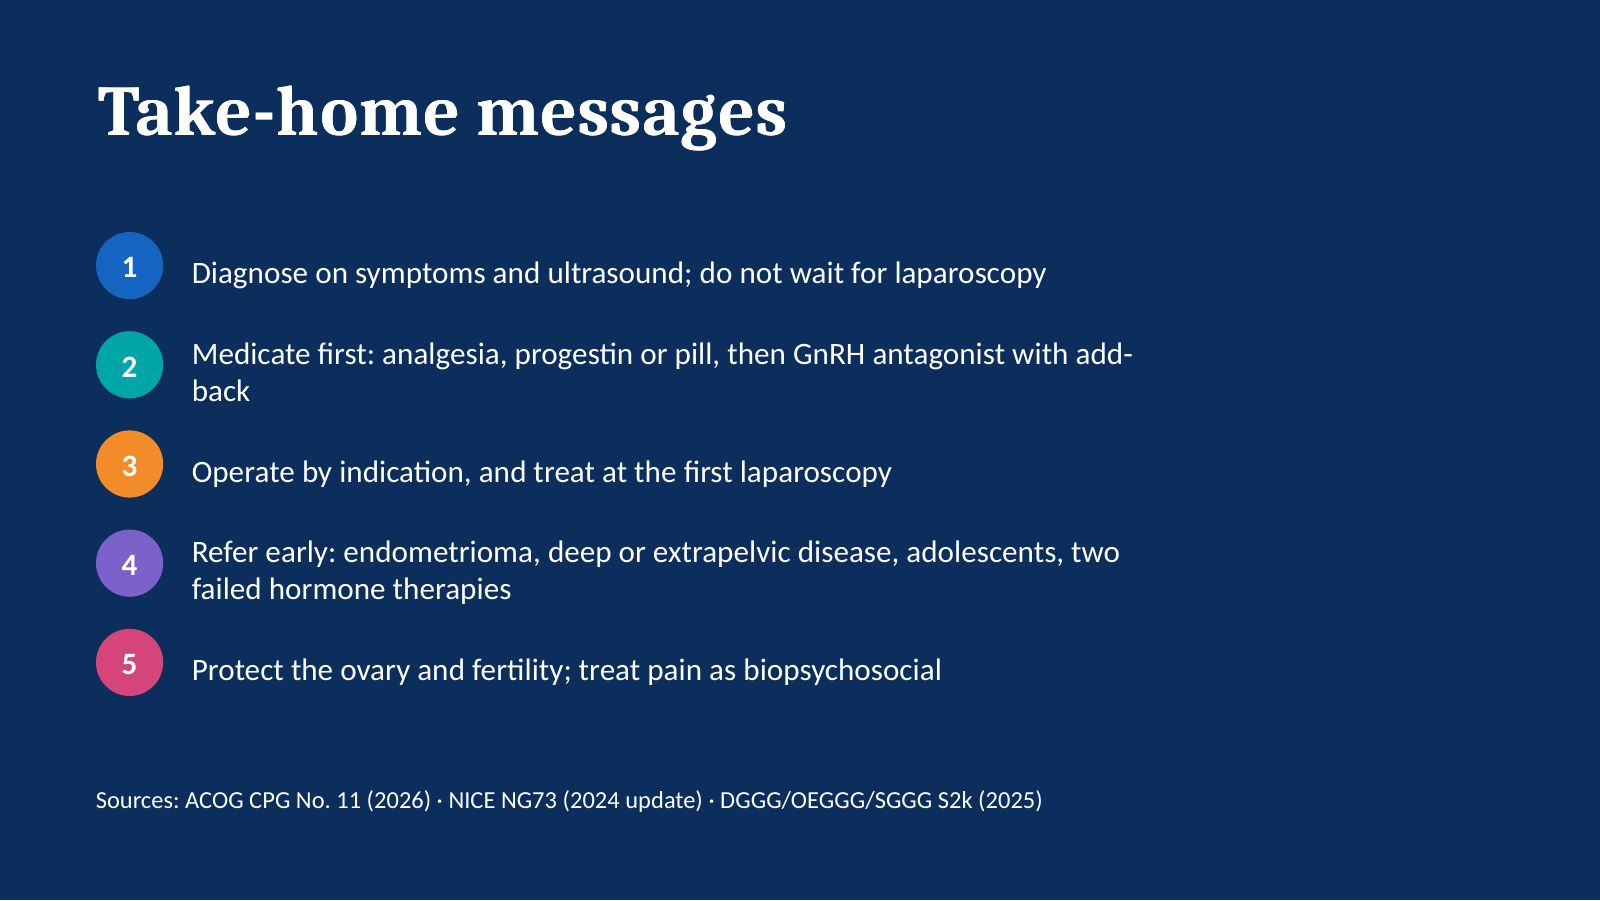 Take-home messages
1 Diagnose on symptoms and ultrasound; do not wait for laparoscopy
2 Medicate first: analgesia, progestin or pill, then GnRH antagonist with add-
back
3 Operate by indication, and treat at the first laparoscopy
4 Refer early: endometrioma, deep or extrapelvic disease, adolescents, two
failed hormone therapies
5 Protect the ovary and fertility; treat pain as biopsychosocial
Sources: ACOG CPG No. 11 (2026) · NICE NG73 (2024 update) · DGGG/OEGGG/SGGG S2k (2025)